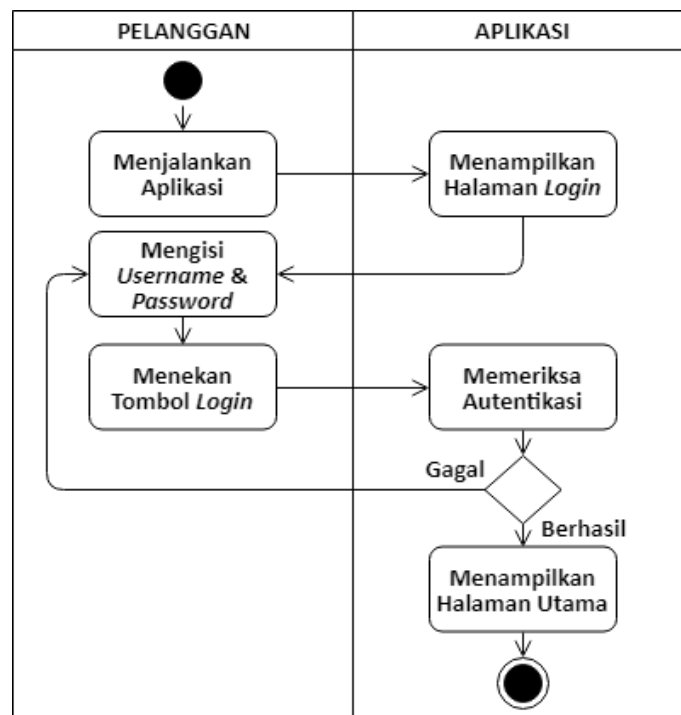 PELANGGAN
APLIKASI
Menjalankan
Aplikasi
Menampilkan
Halaman Login
Mengisi
Username &
Password
Menekan
Tombol Login
Memeriksa
Autentikasi
Gagal
Berhasil
Menampilkan
Halaman Utama